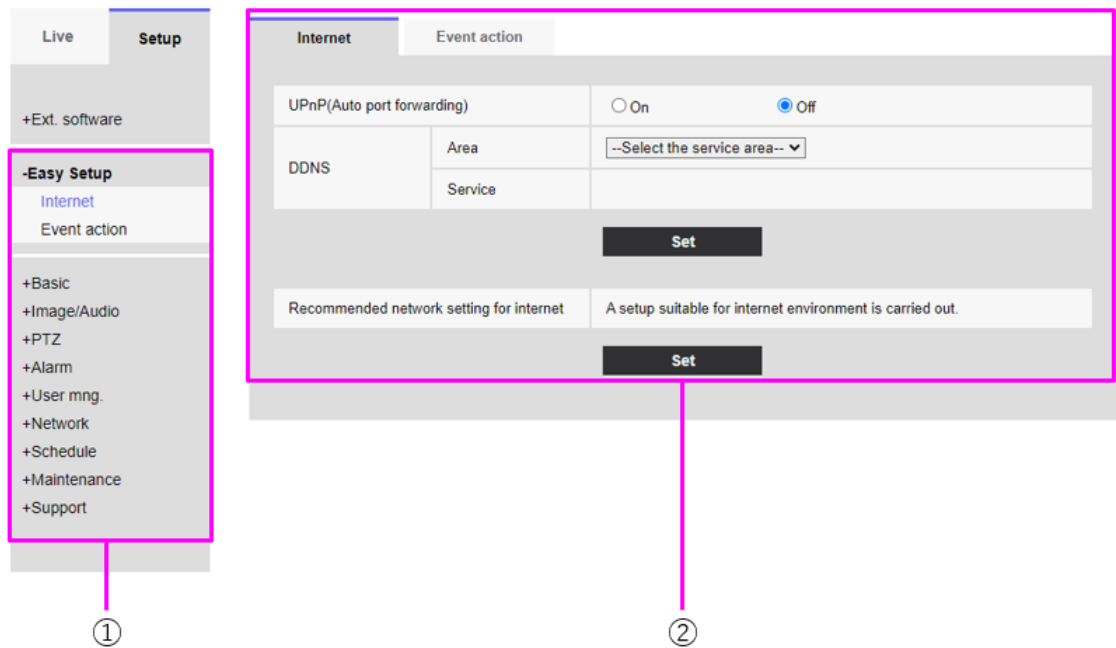 Live Setup
+Ext. software
-Easy Setup
Internet
Event action
+Basic
+Image/Audio
+PTZ
+Alarm
+User mng.
+Network
+Schedule
+Maintenance
+Support
①
Internet Event action
UPnP(Auto port forwarding) On Off
DDNS
Area --Select the service area--
Service
Set
Recommended network setting for internet A setup suitable for internet environment is carried out.
Set
②